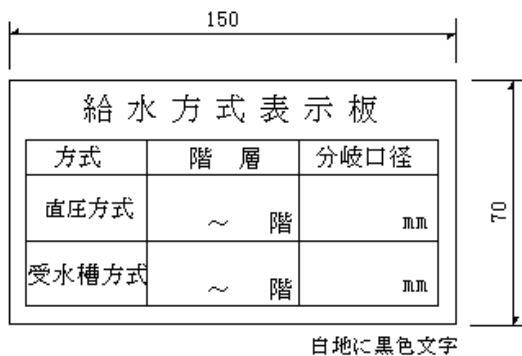 150
給水方式表示板
方式 階層 分岐口径
直圧方式 ～ 階 mm
受水槽方式 ～ 階 mm
70
白地に黒色文字